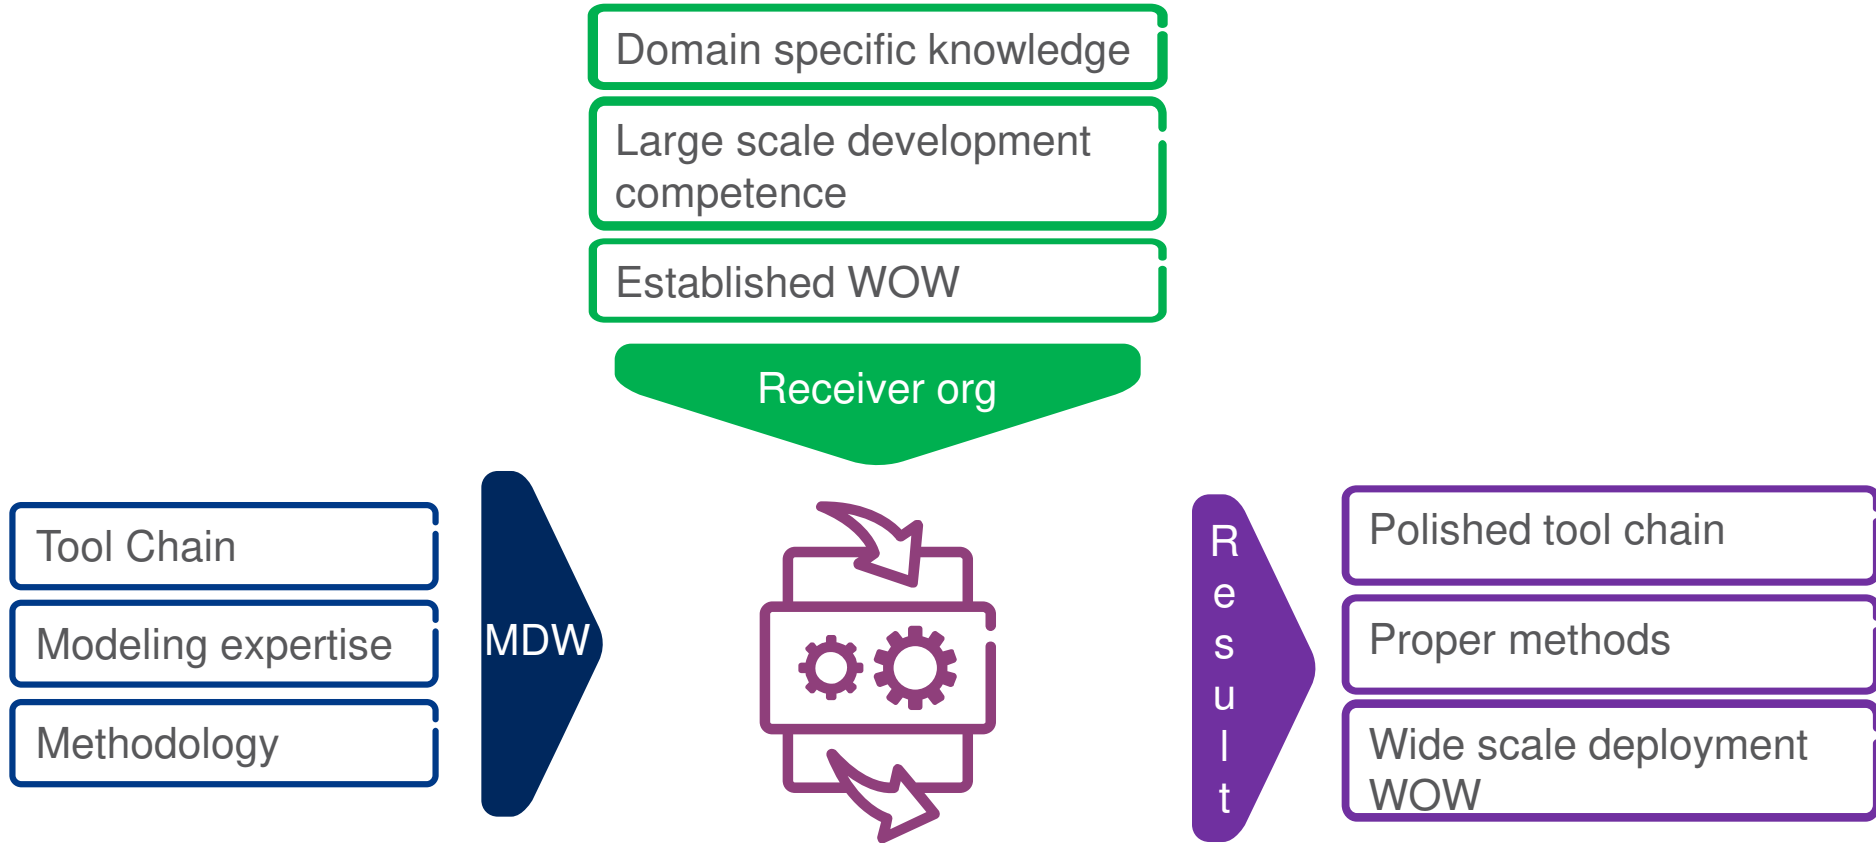 Domain specific knowledge
Large scale development
competence
Established WOW
Receiver org
Tool Chain
Modeling expertise
Methodology
MDW
Result
Polished tool chain
Proper methods
Wide scale deployment
WOW